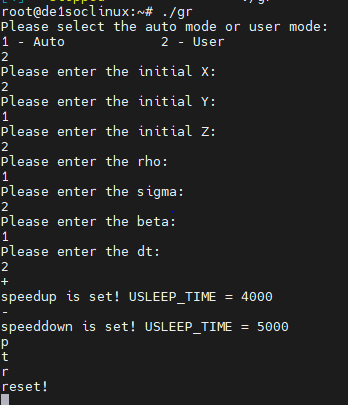 root@de1soclinux:~# ./gr
Please select the auto mode or user mode:
1 - Auto 2 - User
2
Please enter the initial X:
2
Please enter the initial Y:
1
Please enter the initial Z:
2
Please enter the rho:
1
Please enter the sigma:
2
Please enter the beta:
1
Please enter the dt:
2
+
speedup is set! USLEEP_TIME = 4000
-
speeddown is set! USLEEP_TIME = 5000
p
t
r
reset!